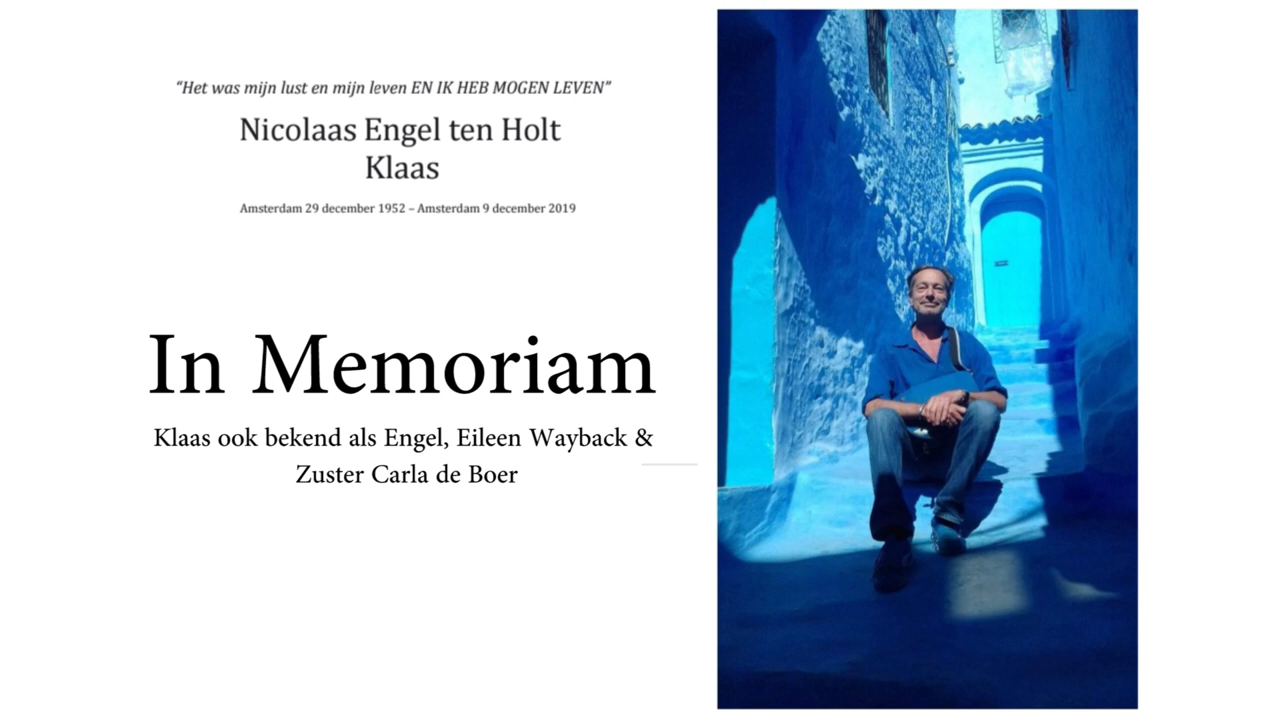 “Het was mijn lust en mijn leven EN IK HEB MOGEN LEVEN”
Nicolaas Engel ten Holt
Klaas
Amsterdam 29 december 1952 – Amsterdam 9 december 2019
In Memoriam
Klaas ook bekend als Engel, Eileen Wayback &
Zuster Carla de Boer